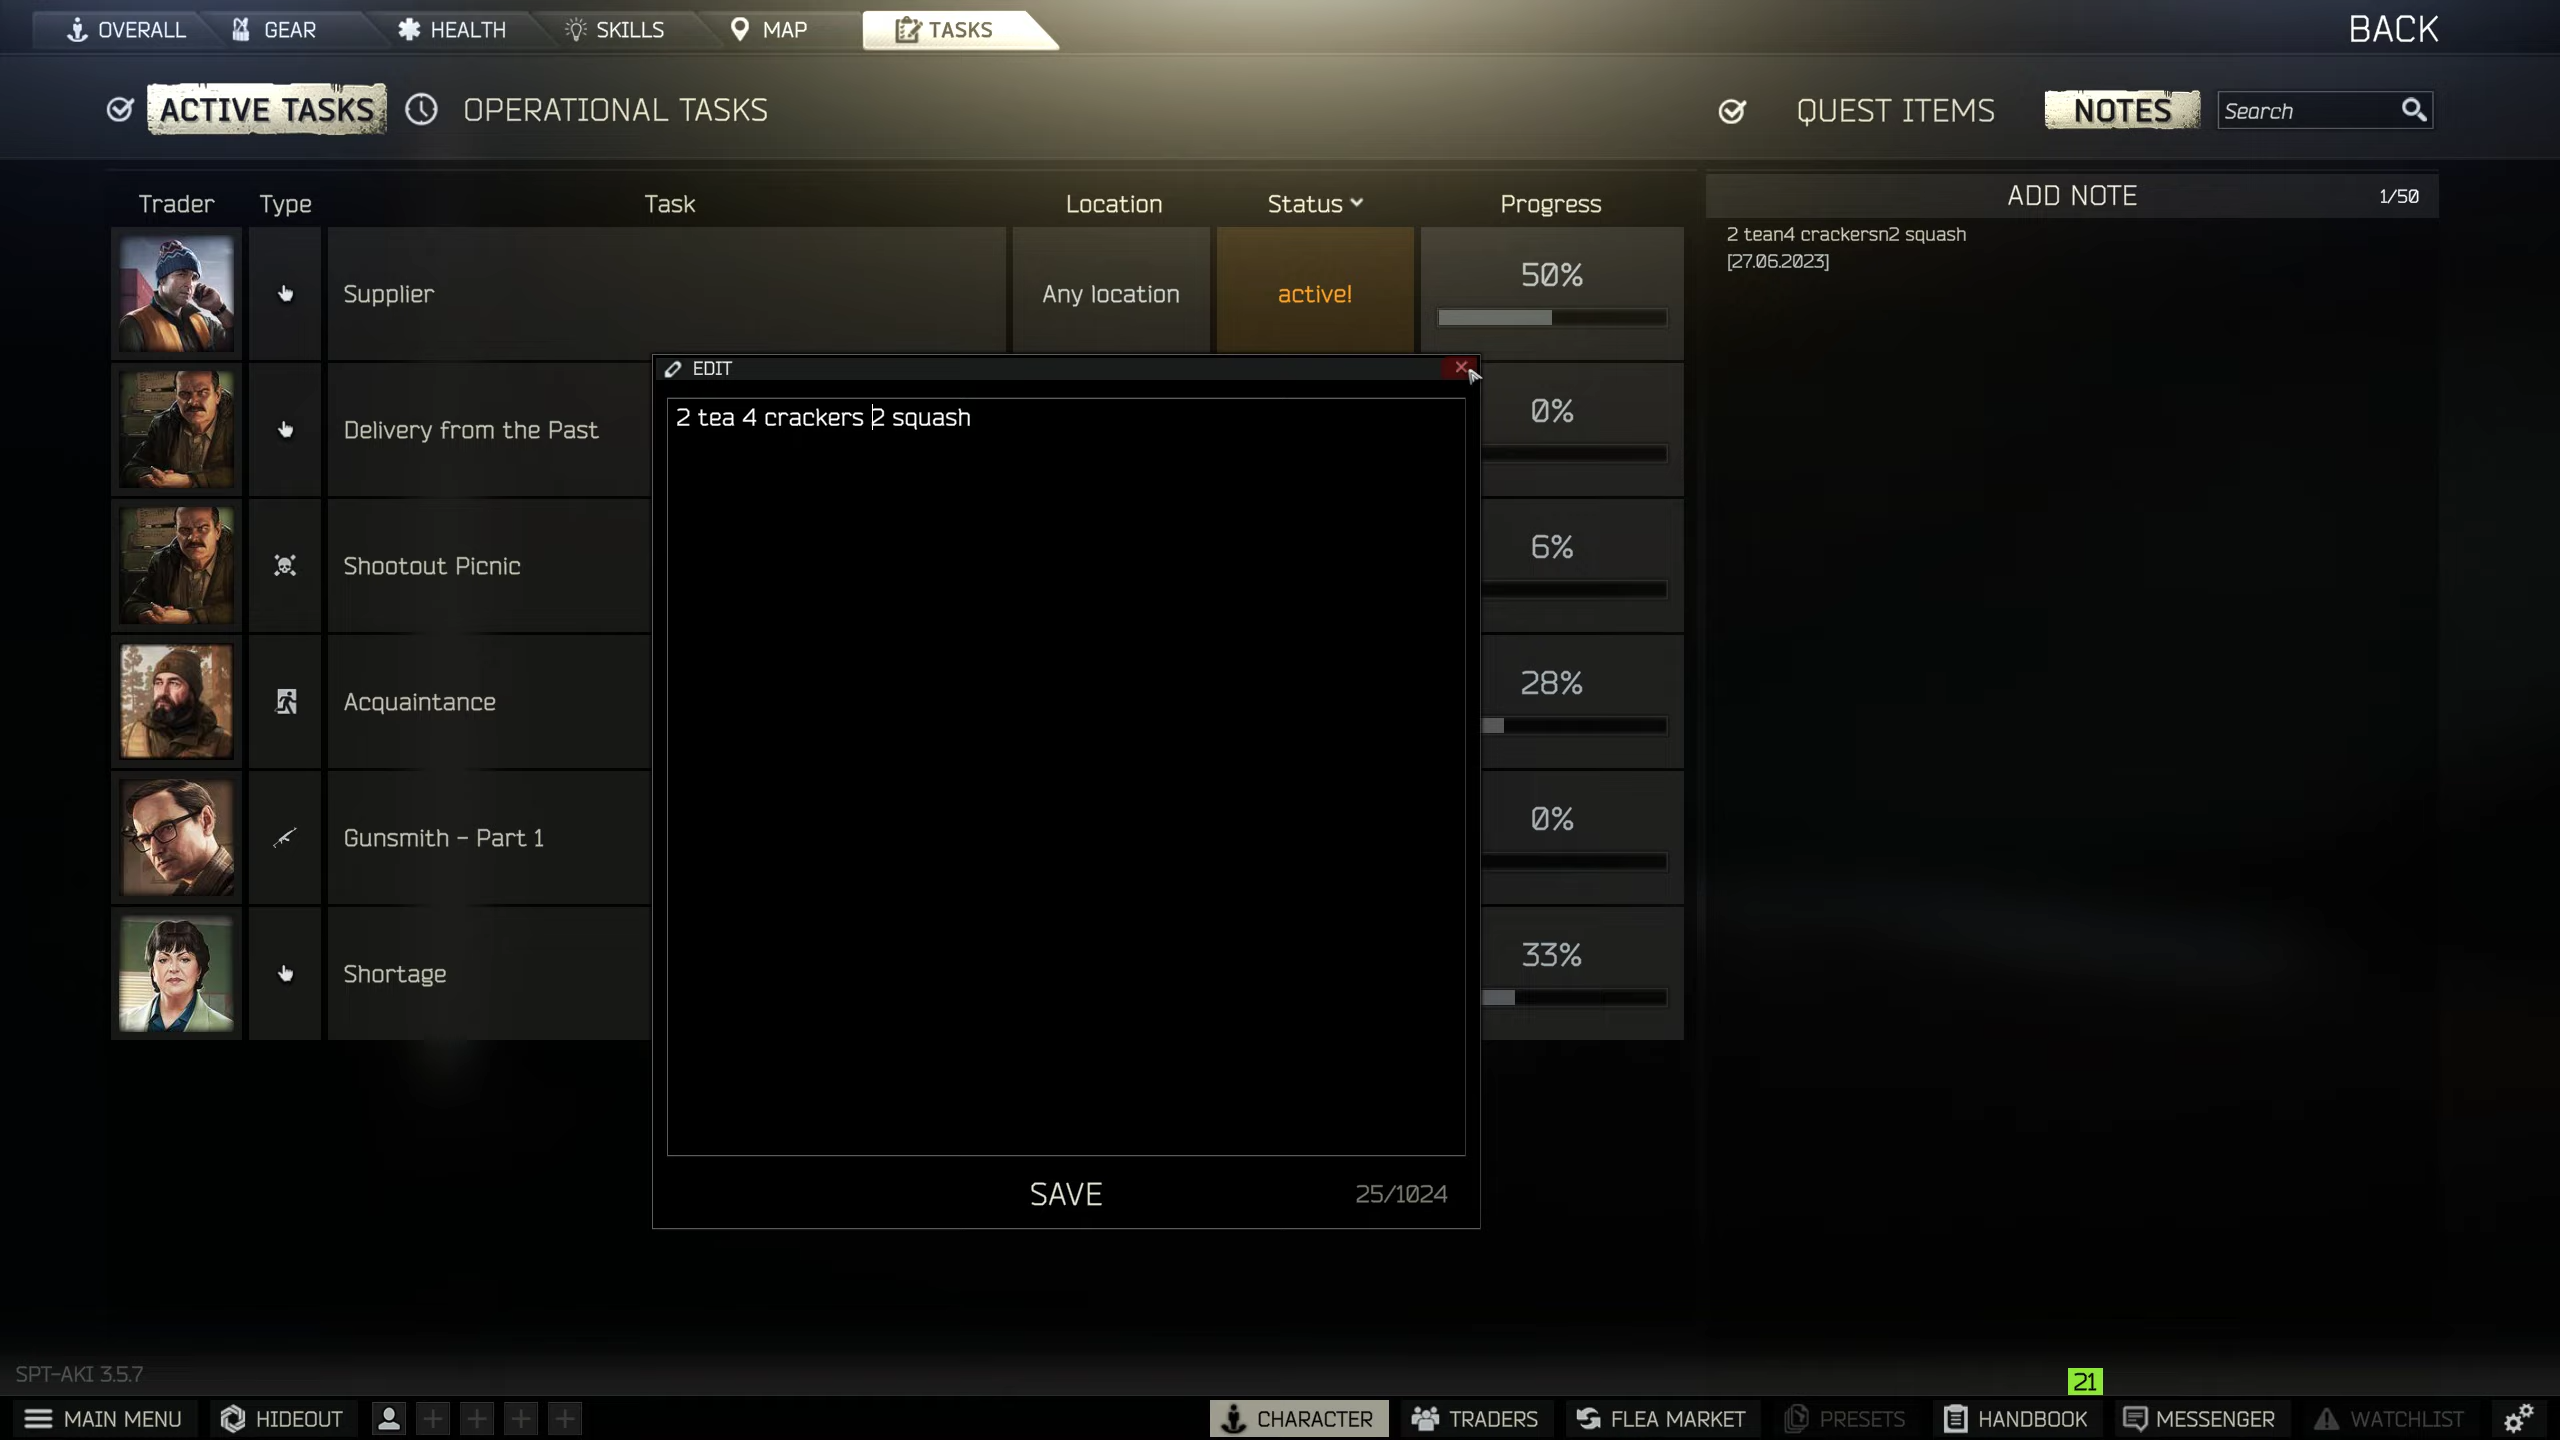 OVERALL
GEAR
HEALTH
SKILLS
MAP
TASKS
BACK
ACTIVE TASKS
OPERATIONAL TASKS
QUEST ITEMS
NOTES
Search
Trader
Type
Task
Location
Status
Progress
ADD NOTE
1/50
Supplier
Any location
active!
50%
2 tean4 crackersn2 squash
[27.06.2023]
EDIT
2 tea 4 crackers 2 squash
Delivery from the Past
0%
Shootout Picnic
6%
Acquaintance
28%
Gunsmith - Part 1
0%
Shortage
33%
SAVE
25/1024
SPT-AKI 3.5.7
21
MAIN MENU
HIDEOUT
CHARACTER
TRADERS
FLEA MARKET
PRESETS
HANDBOOK
MESSENGER
WATCHLIST